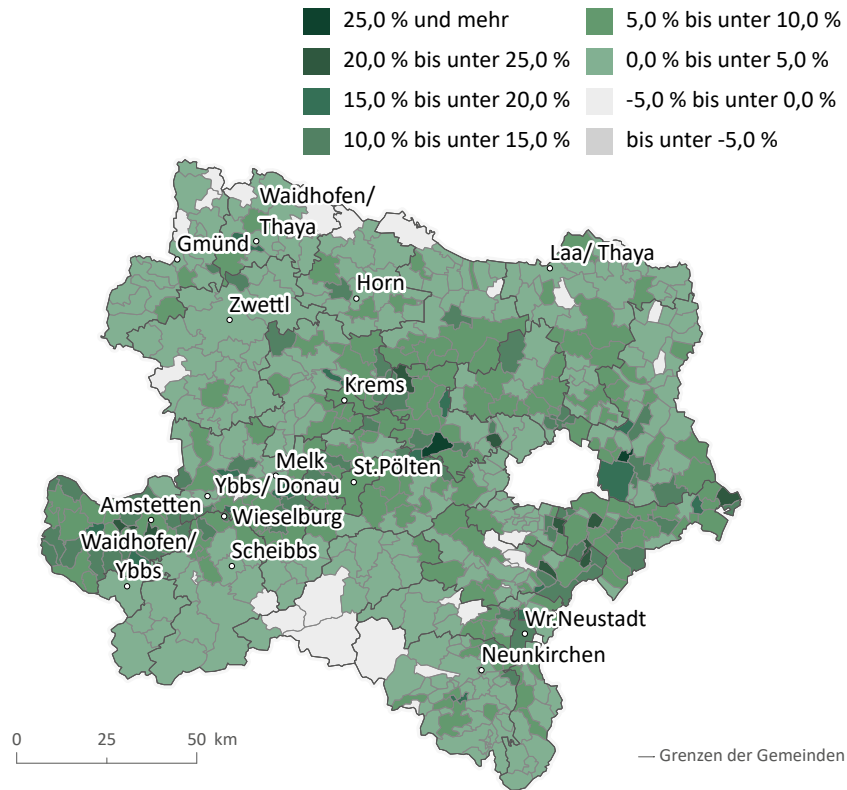 25,0 % und mehr
20,0 % bis unter 25,0 %
15,0 % bis unter 20,0 %
10,0 % bis unter 15,0 %
5,0 % bis unter 10,0 %
0,0 % bis unter 5,0 %
-5,0 % bis unter 0,0 %
bis unter -5,0 %
Waidhofen/
Thaya
Gmünd
Laa/ Thaya
Horn
Zwettl
Krems
Melk
St.Pölten
Ybbs/ Donau
Amstetten
Wieselburg
Waidhofen/
Ybbs
Scheibbs
Wr.Neustadt
Neunkirchen
0 25 50 km
Grenzen der Gemeinden